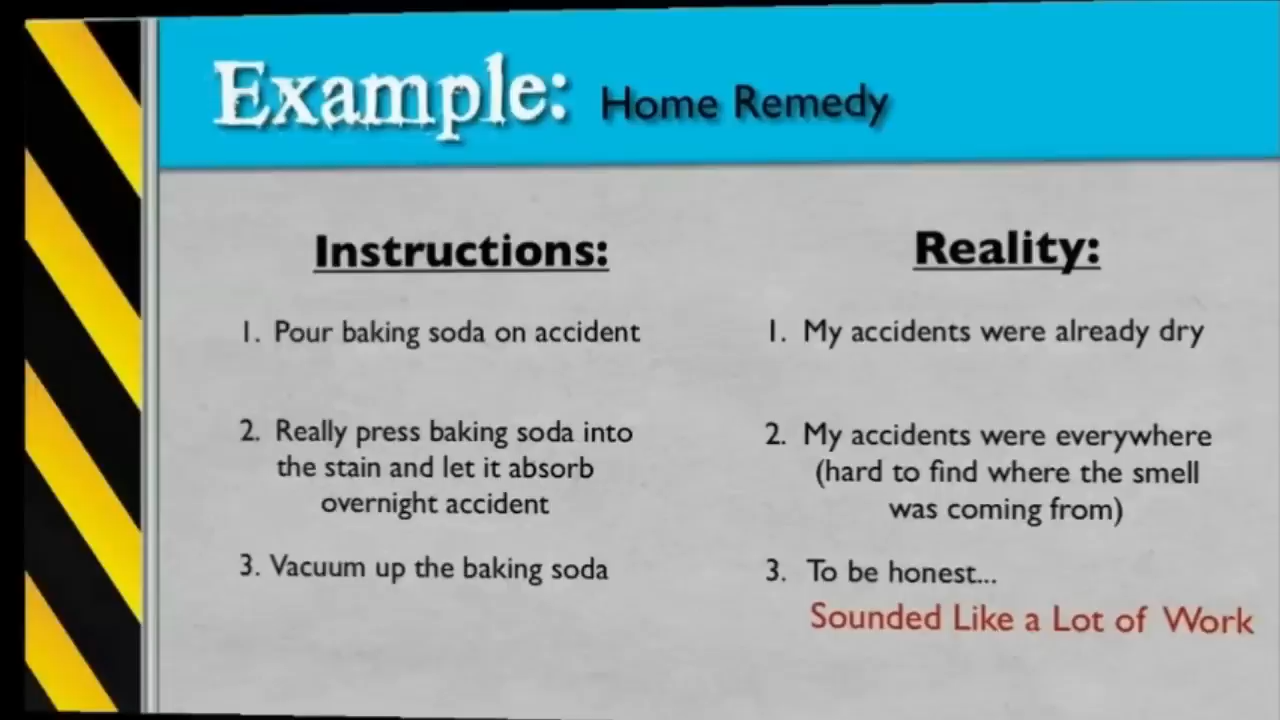 Example: Home Remedy
Instructions:
1. Pour baking soda on accident
2. Really press baking soda into
the stain and let it absorb
overnight accident
3. Vacuum up the baking soda
Reality:
1. My accidents were already dry
2. My accidents were everywhere
(hard to find where the smell
was coming from)
3. To be honest...
Sounded Like a Lot of Work